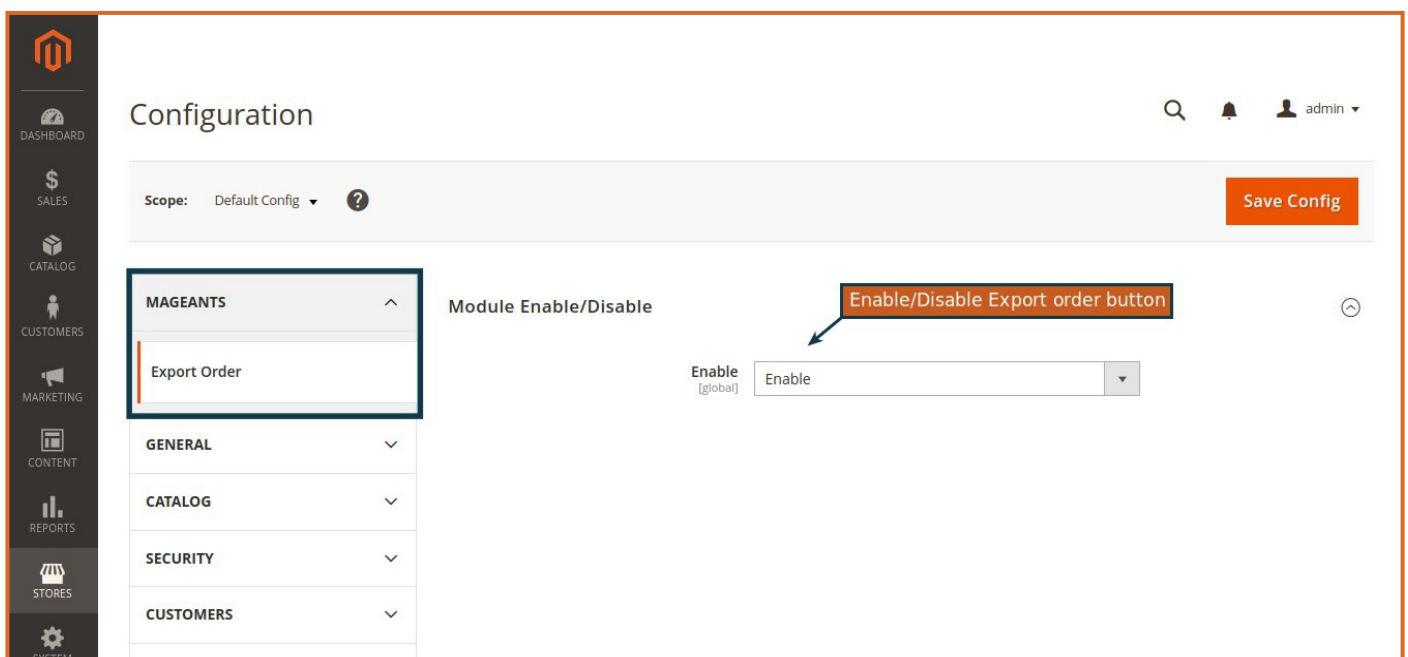 DASHBOARD
SALES
CATALOG
CUSTOMERS
MARKETING
CONTENT
REPORTS
STORES
SYSTEM
Configuration
admin
Scope: Default Config
Save Config
MAGEANTS
Export Order
GENERAL
CATALOG
SECURITY
CUSTOMERS
Module Enable/Disable
Enable/Disable Export order button
Enable Enable
[global]